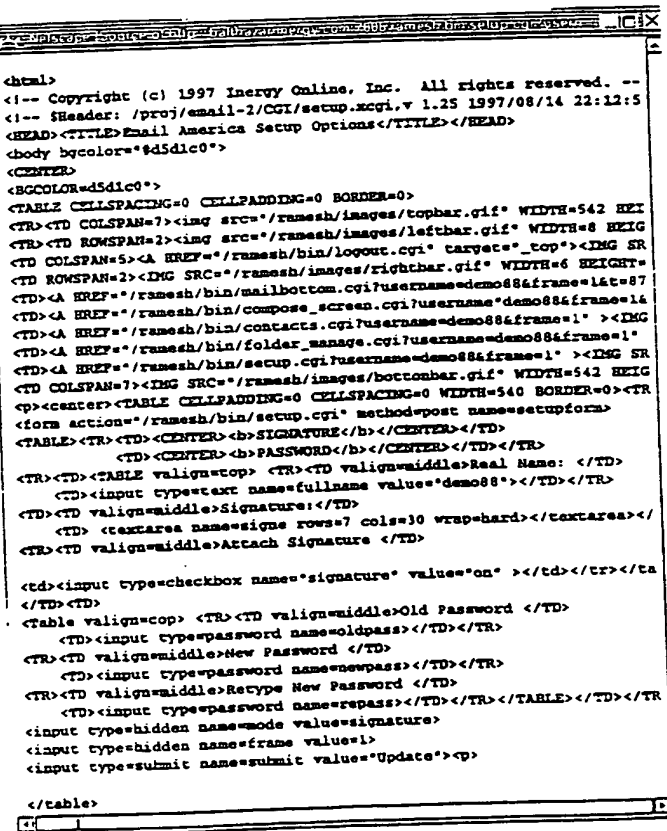 <html>
<!-- Copyright (c) 1997 Inergy Online, Inc.  All rights reserved. --
<!-- $Header: /proj/email-2/CGI/setup.xcgi,v 1.25 1997/08/14 22:12:5
<HEAD><TITLE>Email America Setup Options</TITLE></HEAD>
<body bgcolor="#d5d1c0">
<CENTER>
<BGCOLOR=d5d1c0">
<TABLE CELLSPACING=0 CELLPADDING=0 BORDER=0>
<TR><TD COLSPAN=7><img src="/ramesh/images/topbar.gif" WIDTH=542 HEI
<TR><TD ROWSPAN=2><img src="/ramesh/images/leftbar.gif" WIDTH=8 HEIG
<TD COLSPAN=5><A HREF="/ramesh/bin/logout.cgi" target="_top"><IMG SR
<TD ROWSPAN=2><IMG SRC="/ramesh/images/rightbar.gif" WIDTH=6 HEIGHT=
<TD><A HREF="/ramesh/bin/mailbottom.cgi?username=demo88&frame=1&t=87
<TD><A HREF="/ramesh/bin/compose_screen.cgi?username=demo88&frame=1&
<TD><A HREF="/ramesh/bin/contacts.cgi?username=demo88&frame=1" ><IMG
<TD><A HREF="/ramesh/bin/folder_manage.cgi?username=demo88&frame=1"
<TD><A HREF="/ramesh/bin/setup.cgi?username=demo88&frame=1" ><IMG SR
<TD COLSPAN=7><IMG SRC="/ramesh/images/bottombar.gif" WIDTH=542 HEIG
<p><center><TABLE CELLPADDING=0 CELLSPACING=0 WIDTH=540 BORDER=0><TR
<form action="/ramesh/bin/setup.cgi" method=post name=setupform>
<TABLE><TR><TD><CENTER><b>SIGNATURE</b></CENTER></TD>
<TD><CENTER><b>PASSWORD</b></CENTER></TD></TR>
<TR><TD><TABLE valign=top> <TR><TD valign=middle>Real Name: </TD>
<TD><input type=text name=fullname value="demo88"></TD></TR>
<TD><TD valign=middle>Signature:</TD>
<TD> <textarea name=signe rows=7 cols=30 wrap=hard></textarea></
<TR><TD valign=middle>Attach Signature </TD>
<td><input type=checkbox name="signature" value="on" ></td></tr></ta
</TD><TD>
<Table valign=top> <TR><TD valign=middle>Old Password </TD>
<TD><input type=password name=oldpass></TD></TR>
<TR><TD valign=middle>New Password </TD>
<TD><input type=password name=newpass></TD></TR>
<TR><TD valign=middle>Retype New Password </TD>
<TD><input type=password name=repass></TD></TR></TABLE></TD></TR
<input type=hidden name=mode value=signature>
<input type=hidden name=frame value=1>
<input type=submit name=submit value="Update"><p>
</table>